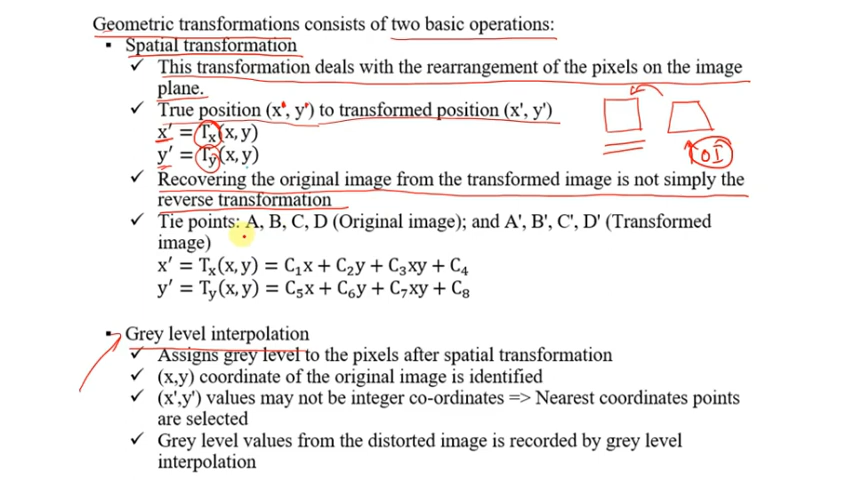 Geometric transformations consists of two basic operations:
▪ Spatial transformation
✓ This transformation deals with the rearrangement of the pixels on the image
plane.
✓ True position (x', y') to transformed position (x', y')
x' = Tₓ(x, y)
y' = Tᵧ(x, y)
OI
✓ Recovering the original image from the transformed image is not simply the
reverse transformation
✓ Tie points: A, B, C, D (Original image); and A', B', C', D' (Transformed
image)
x' = Tₓ(x, y) = C₁x + C₂y + C₃xy + C₄
y' = Tᵧ(x, y) = C₅x + C₆y + C₇xy + C₈
▪ Grey level interpolation
✓ Assigns grey level to the pixels after spatial transformation
✓ (x,y) coordinate of the original image is identified
✓ (x',y') values may not be integer co-ordinates => Nearest coordinates points
are selected
✓ Grey level values from the distorted image is recorded by grey level
interpolation